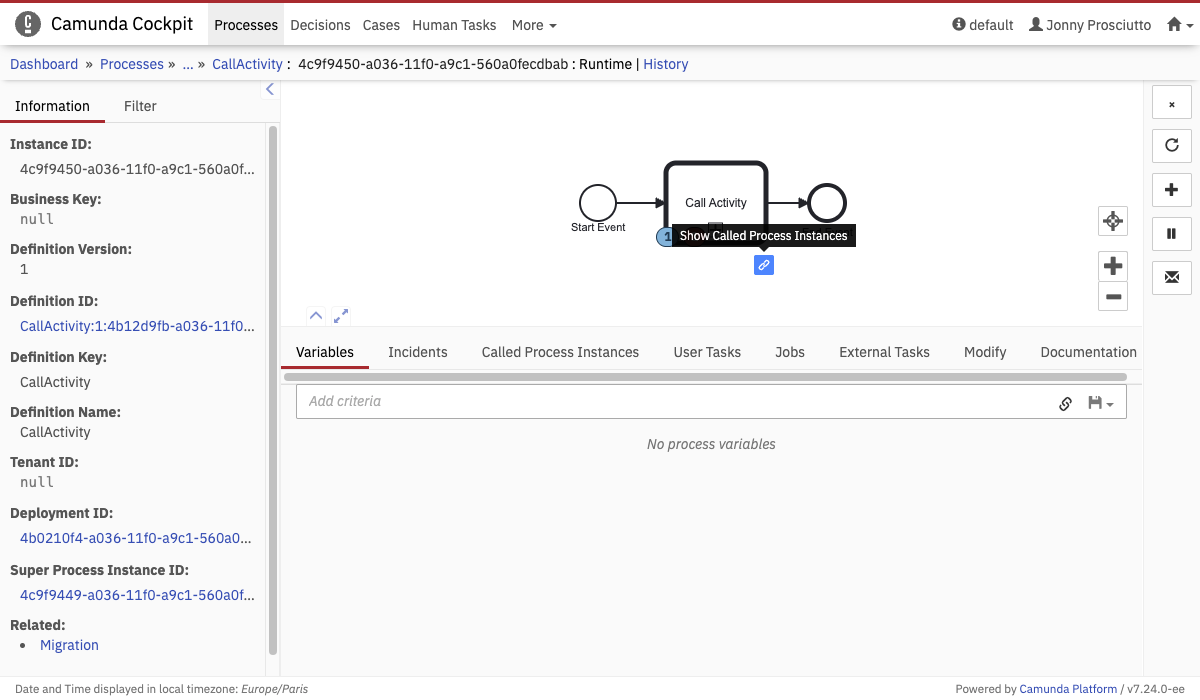 Camunda Cockpit Processes Decisions Cases Human Tasks More default Jonny Prosciutto
Dashboard » Processes » ... » CallActivity : 4c9f9450-a036-11f0-a9c1-560a0fecdbab : Runtime | History
Information Filter
Instance ID:
4c9f9450-a036-11f0-a9c1-560a0f...
Business Key:
null
Definition Version:
1
Definition ID:
CallActivity:1:4b12d9fb-a036-11f0...
Definition Key:
CallActivity
Definition Name:
CallActivity
Tenant ID:
null
Deployment ID:
4b0210f4-a036-11f0-a9c1-560a0...
Super Process Instance ID:
4c9f9449-a036-11f0-a9c1-560a0f...
Related:
• Migration
Call Activity
Start Event
1 Show Called Process Instances
Variables Incidents Called Process Instances User Tasks Jobs External Tasks Modify Documentation
Add criteria
No process variables
Date and Time displayed in local timezone: Europe/Paris
Powered by Camunda Platform / v7.24.0-ee